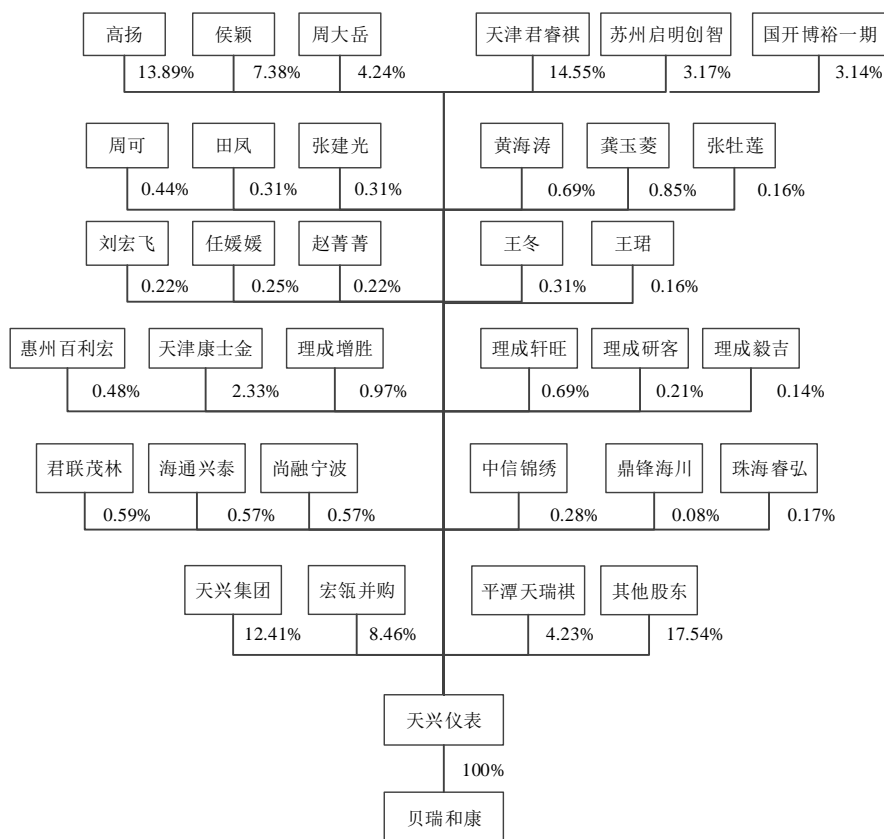 高扬 侯颖 周大岳 天津君睿祺 苏州启明创智 国开博裕一期
13.89% 7.38% 4.24% 14.55% 3.17% 3.14%
周可 田凤 张建光 黄海涛 龚玉菱 张牡莲
0.44% 0.31% 0.31% 0.69% 0.85% 0.16%
刘宏飞 任媛媛 赵菁菁 王冬 王珺
0.22% 0.25% 0.22% 0.31% 0.16%
惠州百利宏 天津康士金 理成增胜 理成轩旺 理成研客 理成毅吉
0.48% 2.33% 0.97% 0.69% 0.21% 0.14%
君联茂林 海通兴泰 尚融宁波 中信锦绣 鼎锋海川 珠海睿弘
0.59% 0.57% 0.57% 0.28% 0.08% 0.17%
天兴集团 宏瓴并购 平潭天瑞祺 其他股东
12.41% 8.46% 4.23% 17.54%
天兴仪表
100%
贝瑞和康